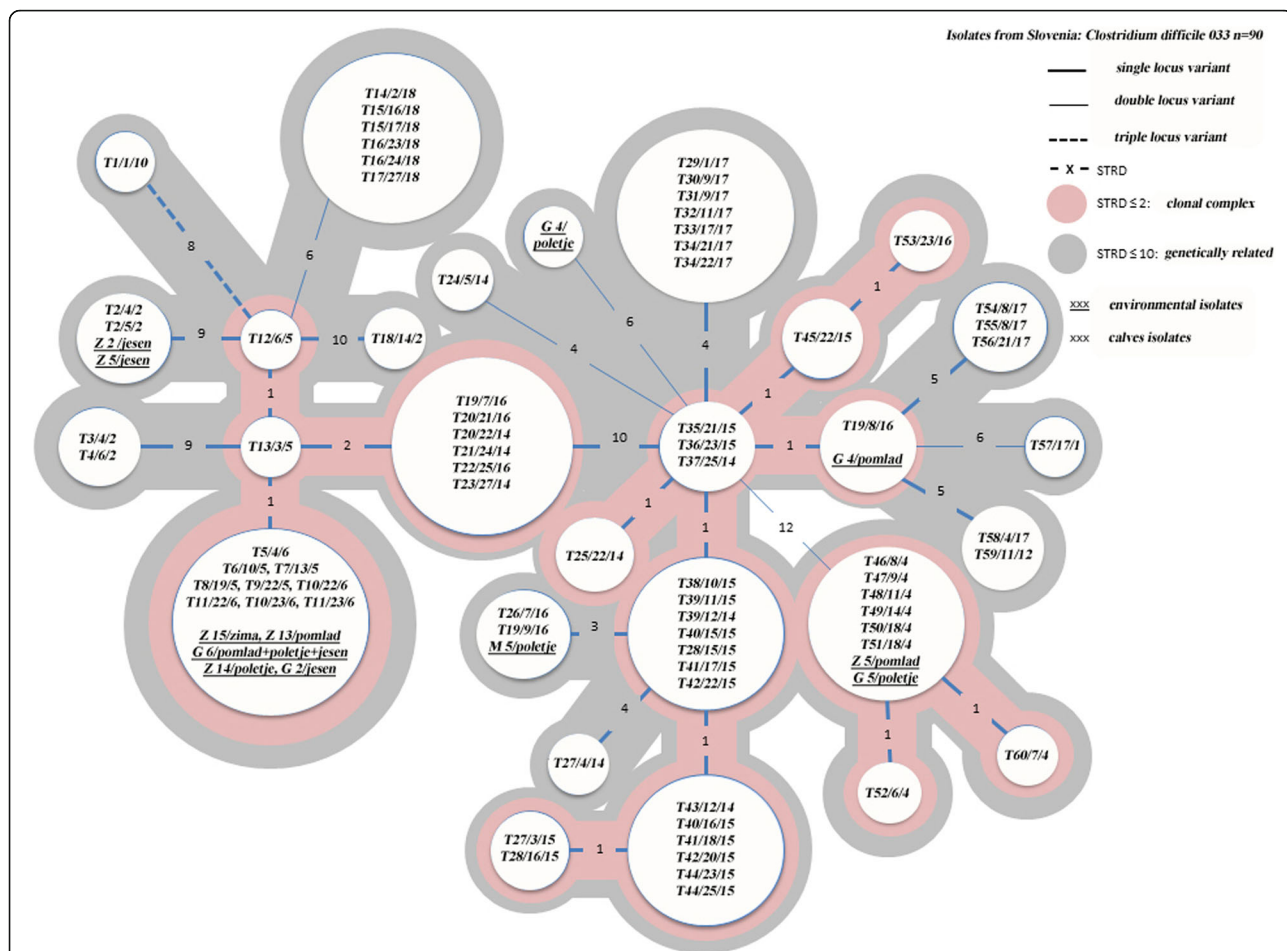 Isolates from Slovenia: Clostridium difficile 033 n=90
single locus variant
double locus variant
triple locus variant
X STRD
STRD ≤ 2: clonal complex
STRD ≤ 10: genetically related
xxx environmental isolates
xxx calves isolates
T14/2/18
T15/16/18
T15/17/18
T16/23/18
T16/24/18
T17/27/18
T1/1/10
8
6
T2/4/2
T2/5/2
Z 2 /jesen
Z 5/jesen
9
T12/6/5
10
T18/14/2
1
T3/4/2
T4/6/2
9
T13/3/5
2
1
T5/4/6
T6/10/5, T7/13/5
T8/19/5, T9/22/5, T10/22/6
T11/22/6, T10/23/6, T11/23/6
Z 15/zima, Z 13/pomlad
G 6/pomlad+poletje+jesen
Z 14/poletje, G 2/jesen
T19/7/16
T20/21/16
T20/22/14
T21/24/14
T22/25/16
T23/27/14
10
T24/5/14
4
G 4/
poletje
6
T29/1/17
T30/9/17
T31/9/17
T32/11/17
T33/17/17
T34/21/17
T34/22/17
4
T53/23/16
1
T45/22/15
1
T35/21/15
T36/23/15
T37/25/14
1
T19/8/16
G 4/pomlad
5
T54/8/17
T55/8/17
T56/21/17
6
T57/17/1
5
T58/4/17
T59/11/12
1
T25/22/14
1
12
T38/10/15
T39/11/15
T39/12/14
T40/15/15
T28/15/15
T41/17/15
T42/22/15
T26/7/16
T19/9/16
M 5/poletje
3
4
T27/4/14
1
T43/12/14
T40/16/15
T41/18/15
T42/20/15
T44/23/15
T44/25/15
1
T27/3/15
T28/16/15
T46/8/4
T47/9/4
T48/11/4
T49/14/4
T50/18/4
T51/18/4
Z 5/pomlad
G 5/poletje
1
T52/6/4
1
T60/7/4